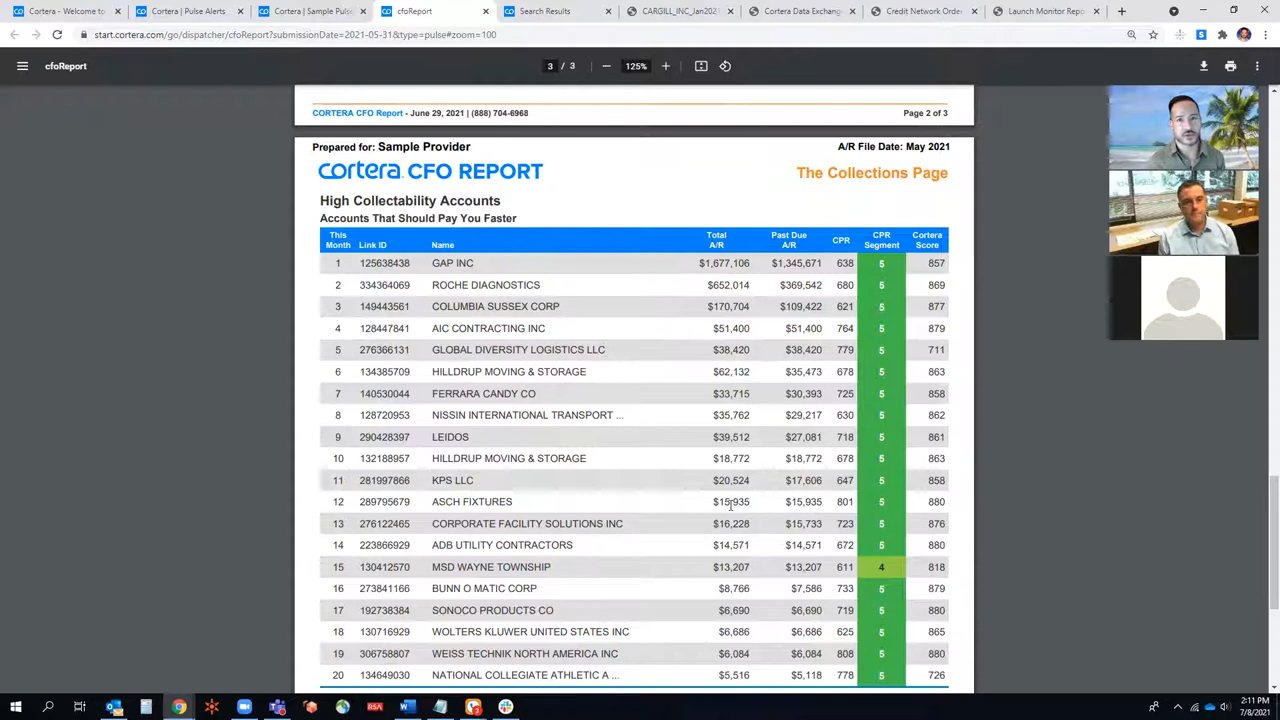 Cortera - Welcome to
Cortera | Pulse Alerts
Cortera | Sample Pulse
cfoReport
Search Results
CARGILL_INC_Jan202
Cortera Data Exchange
Credit Network Order
Launch Monitor Repo
start.cortera.com/go/dispatcher/cfoReport?submissionDate=2021-05-31&type=pulse#zoom=100
cfoReport
3 / 3
125%
CORTERA CFO Report - June 29, 2021 | (888) 704-6968
Page 2 of 3
Prepared for: Sample Provider
A/R File Date: May 2021
cortera CFO REPORT
The Collections Page
High Collectability Accounts
Accounts That Should Pay You Faster
This Month Link ID Name Total A/R Past Due A/R CPR CPR Segment Cortera Score
1 125638438 GAP INC $1,677,106 $1,345,671 638 5 857
2 334364069 ROCHE DIAGNOSTICS $652,014 $369,542 680 5 869
3 149443561 COLUMBIA SUSSEX CORP $170,704 $109,422 621 5 877
4 128447841 AIC CONTRACTING INC $51,400 $51,400 764 5 879
5 276366131 GLOBAL DIVERSITY LOGISTICS LLC $38,420 $38,420 779 5 711
6 134385709 HILLDRUP MOVING & STORAGE $62,132 $35,473 678 5 863
7 140530044 FERRARA CANDY CO $33,715 $30,393 725 5 858
8 128720953 NISSIN INTERNATIONAL TRANSPORT ... $35,762 $29,217 630 5 862
9 290428397 LEIDOS $39,512 $27,081 718 5 861
10 132188957 HILLDRUP MOVING & STORAGE $18,772 $18,772 678 5 863
11 281997866 KPS LLC $20,524 $17,606 647 5 858
12 289795679 ASCH FIXTURES $15,935 $15,935 801 5 880
13 276122465 CORPORATE FACILITY SOLUTIONS INC $16,228 $15,733 723 5 876
14 223866929 ADB UTILITY CONTRACTORS $14,571 $14,571 672 5 880
15 130412570 MSD WAYNE TOWNSHIP $13,207 $13,207 611 4 818
16 273841166 BUNN O MATIC CORP $8,766 $7,586 733 5 879
17 192738384 SONOCO PRODUCTS CO $6,690 $6,690 719 5 880
18 130716929 WOLTERS KLUWER UNITED STATES INC $6,686 $6,686 625 5 865
19 306758807 WEISS TECHNIK NORTH AMERICA INC $6,084 $6,084 808 5 880
20 134649030 NATIONAL COLLEGIATE ATHLETIC A ... $5,516 $5,118 778 5 726
RSA
2:11 PM
7/8/2021